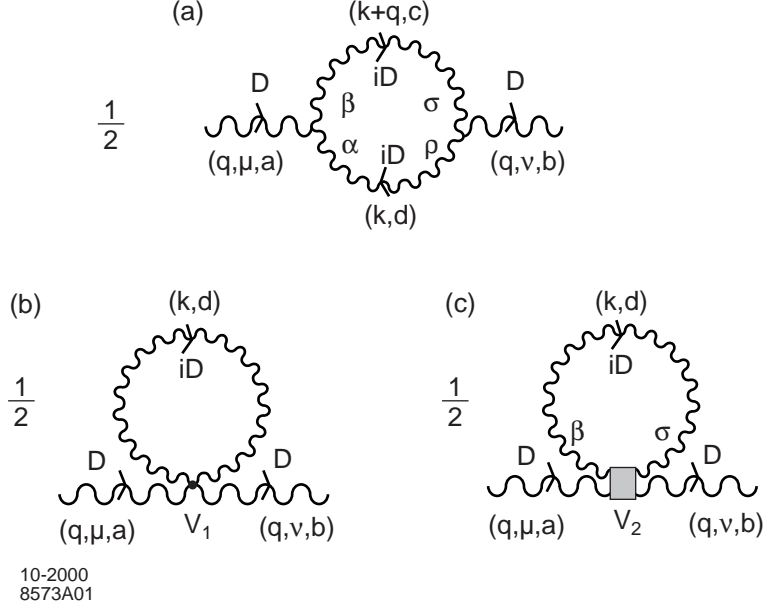 (a)
(k+q,c)
D
iD
D
β
σ
1
2
α
iD
ρ
(q,μ,a)
(q,ν,b)
(k,d)
(b)
(k,d)
iD
1
2
D
D
(q,μ,a)
V1
(q,ν,b)
(c)
(k,d)
iD
1
2
β
σ
D
D
(q,μ,a)
V2
(q,ν,b)
10-2000
8573A01